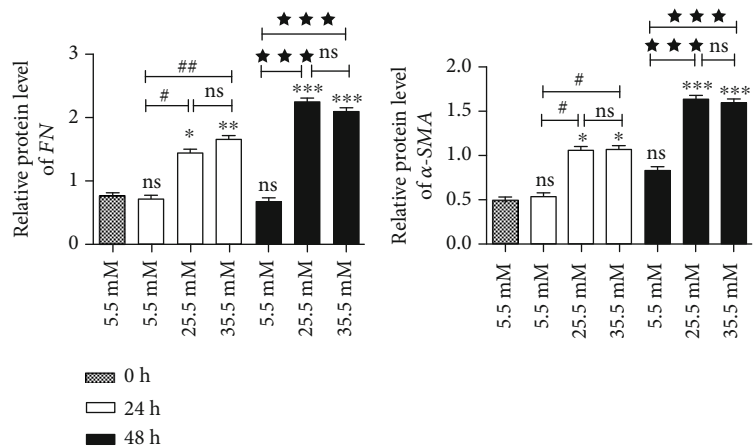 Relative protein level
of FN
3
2
1
0
##
#
ns
ns
*
**
★ ★ ★
★ ★ ★
ns
ns
***
***
5.5 mM
5.5 mM
25.5 mM
35.5 mM
5.5 mM
25.5 mM
35.5 mM
Relative protein level
of α-SMA
2.0
1.5
1.0
0.5
0.0
#
#
ns
ns
*
*
★ ★ ★
★ ★ ★
ns
ns
***
***
5.5 mM
5.5 mM
25.5 mM
35.5 mM
5.5 mM
25.5 mM
35.5 mM
0 h
24 h
48 h